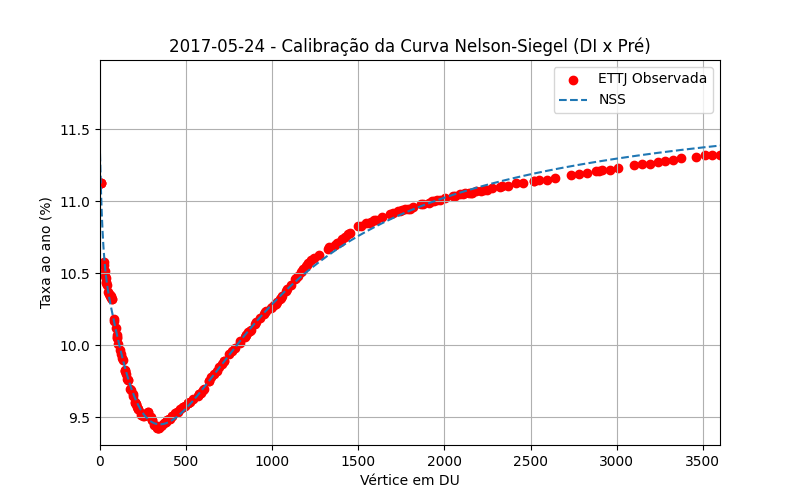 2017-05-24 - Calibração da Curva Nelson-Siegel (DI x Pré)
ETTJ Observada
NSS
Taxa ao ano (%)
11.5
11.0
10.5
10.0
9.5
0 500 1000 1500 2000 2500 3000 3500
Vértice em DU